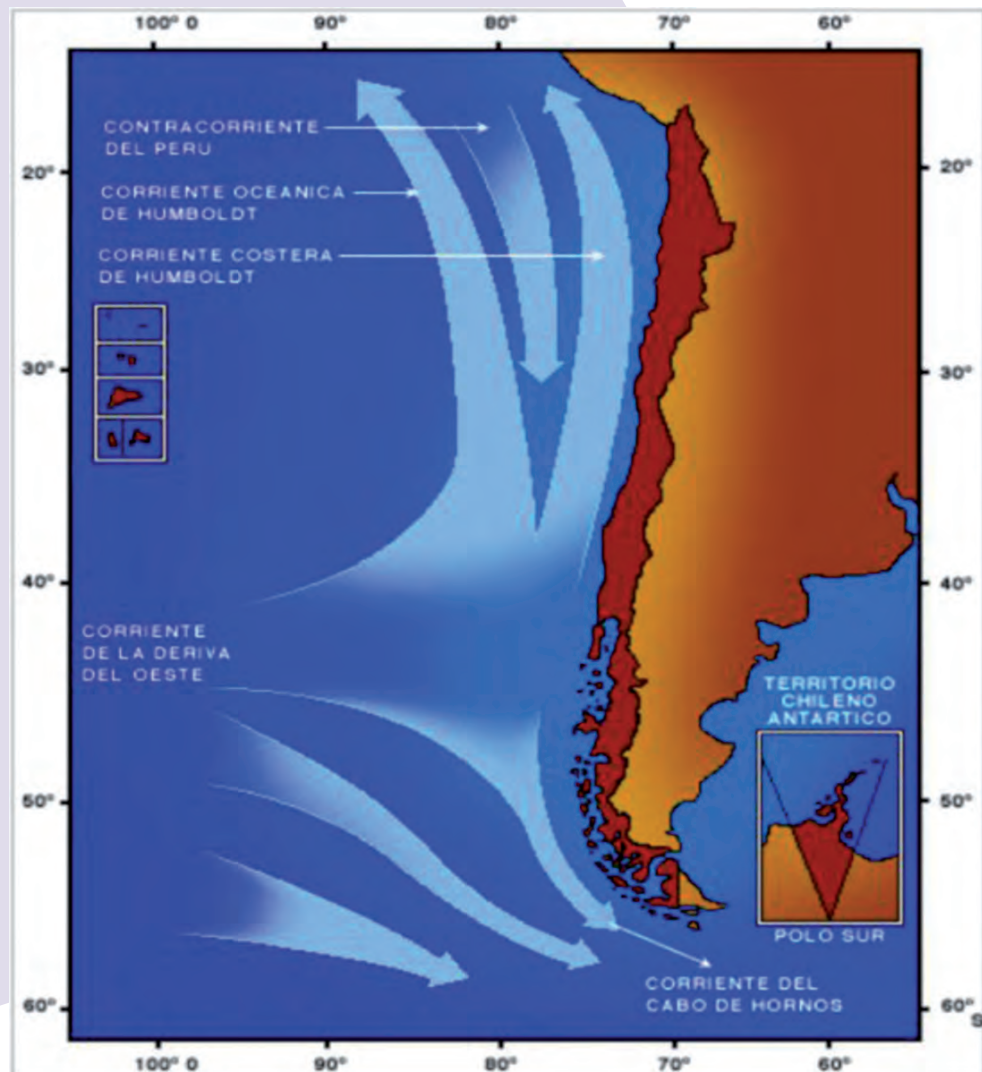 100° 0 90° 80° 70° 60°
CONTRACORRIENTE
DEL PERU
CORRIENTE OCEANICA
DE HUMBOLDT
CORRIENTE COSTERA
DE HUMBOLDT
20° 20°
30° 30°
40° 40°
CORRIENTE
DE LA DERIVA
DEL OESTE
TERRITORIO
CHILENO
ANTARTICO
50° 50°
POLO SUR
CORRIENTE DEL
CABO DE HORNOS
60° 60°
S
100° 0 90° 80° 70° 60°